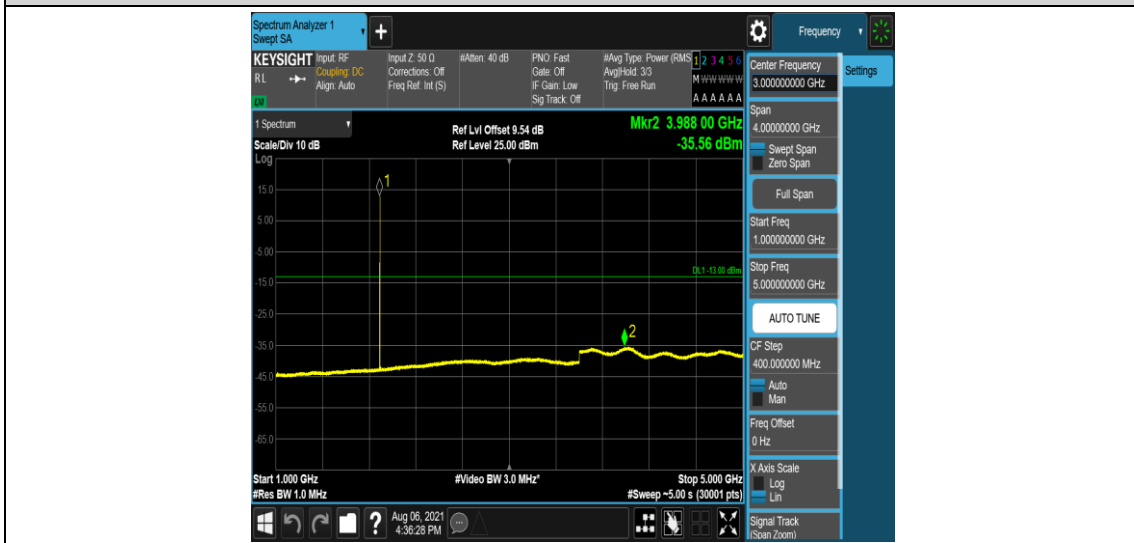 Spectrum Analyzer 1
Swept SA
+
Frequency
KEYSIGHT
RL
LXI
Input: RF
Coupling: DC
Align: Auto
Input Z: 50 Ω
Corrections: Off
Freq Ref: Int (S)
#Atten: 40 dB
PNO: Fast
Gate: Off
IF Gain: Low
Sig Track: Off
#Avg Type: Power (RMS
Avg|Hold: 3/3
Trig: Free Run
1 2 3 4 5 6
M W W W W W
A A A A A A
Center Frequency
3.000000000 GHz
Settings
1 Spectrum
Scale/Div 10 dB
Ref Lvl Offset 9.54 dB
Ref Level 25.00 dBm
Mkr2 3.988 00 GHz
-35.56 dBm
Log
15.0
5.00
-5.00
-15.0
-25.0
-35.0
-45.0
-55.0
-65.0
1
DL1 -13.00 dBm
2
Start 1.000 GHz
#Res BW 1.0 MHz
#Video BW 3.0 MHz*
Stop 5.000 GHz
#Sweep ~5.00 s (30001 pts)
Span
4.00000000 GHz
Swept Span
Zero Span
Full Span
Start Freq
1.000000000 GHz
Stop Freq
5.000000000 GHz
AUTO TUNE
CF Step
400.000000 MHz
Auto
Man
Freq Offset
0 Hz
X Axis Scale
Log
Lin
Signal Track
(Span Zoom)
?
Aug 06, 2021
4:36:28 PM